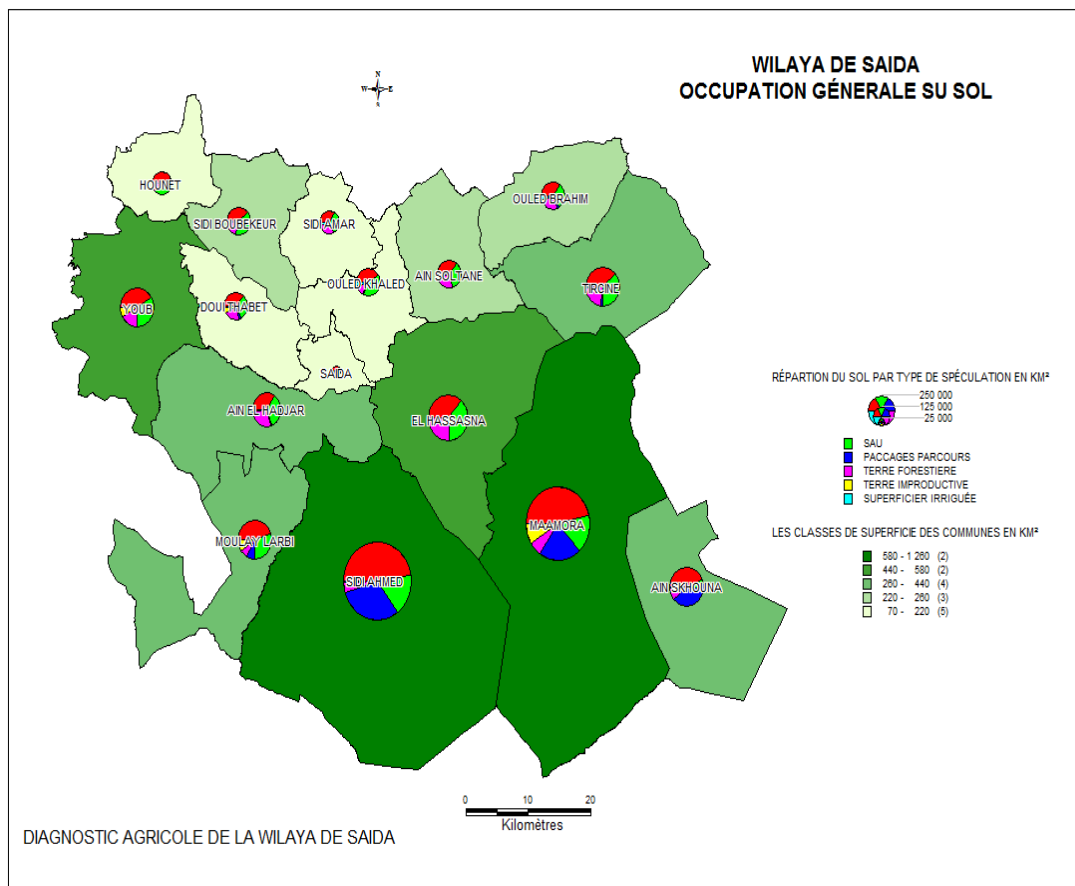 WILAYA DE SAIDA
OCCUPATION GÉNERALE SU SOL
N
W E
S
HOUNET
OULED BRAHIM
SIDI BOUBEKEUR
SIDI AMAR
AIN SOLTANE
OULED KHALED
TIRCINE
YOUB
DOUI THABET
SAIDA
AIN EL HADJAR
EL HASSASNA
MOULAY LARBI
MAAMORA
SIDI AHMED
AIN SKHOUNA
RÉPARTION DU SOL PAR TYPE DE SPÉCULATION EN KM²
250 000
125 000
25 000
SAU
PACCAGES PARCOURS
TERRE FORESTIERE
TERRE IMPRODUCTIVE
SUPERFICIER IRRIGUÉE
LES CLASSES DE SUPERFICIE DES COMMUNES EN KM²
580 - 1 260 (2)
440 - 580 (2)
260 - 440 (4)
220 - 260 (3)
70 - 220 (5)
0 10 20
Kilomètres
DIAGNOSTIC AGRICOLE DE LA WILAYA DE SAIDA